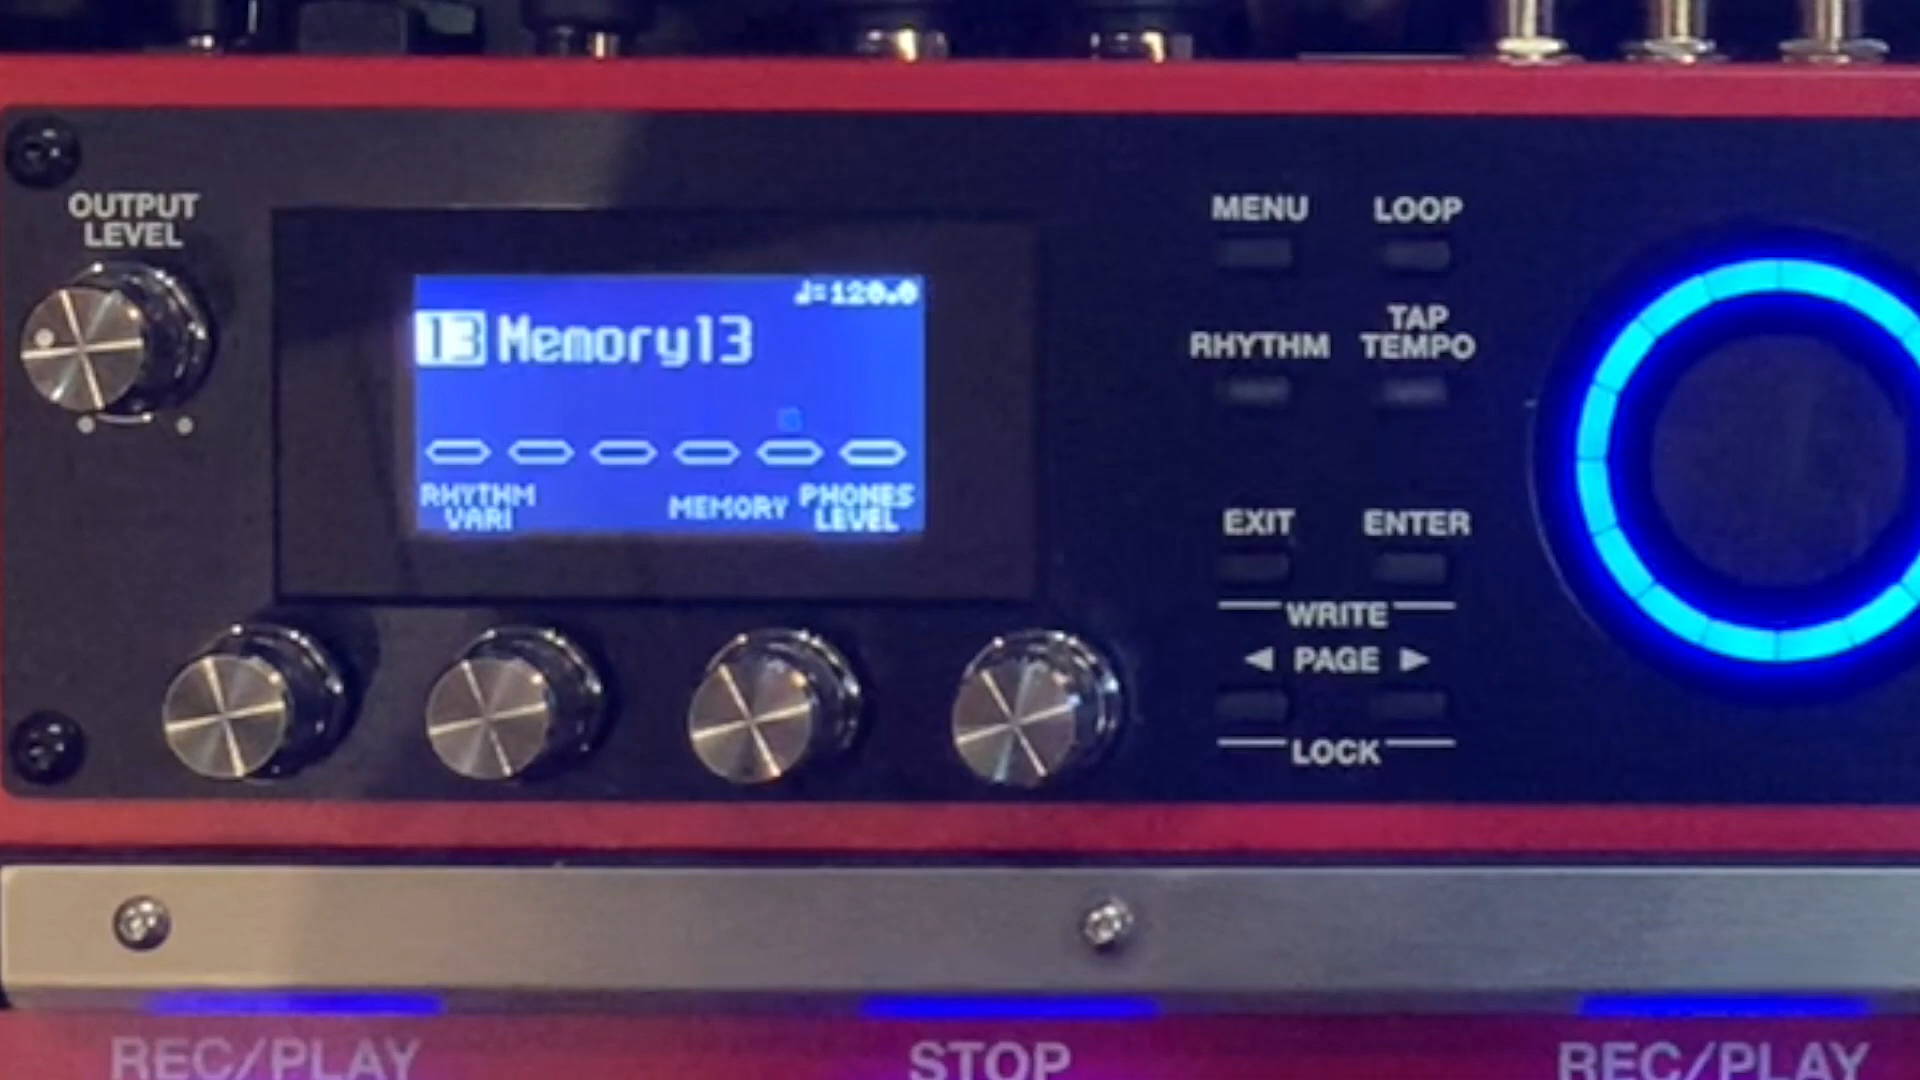 OUTPUT
LEVEL
♩=120.0
13 Memory13
RHYTHM
VARI
MEMORY
PHONES
LEVEL
MENU
LOOP
RHYTHM
TAP
TEMPO
EXIT
ENTER
WRITE
◀ PAGE ▶
LOCK
REC/PLAY
STOP
REC/PLAY